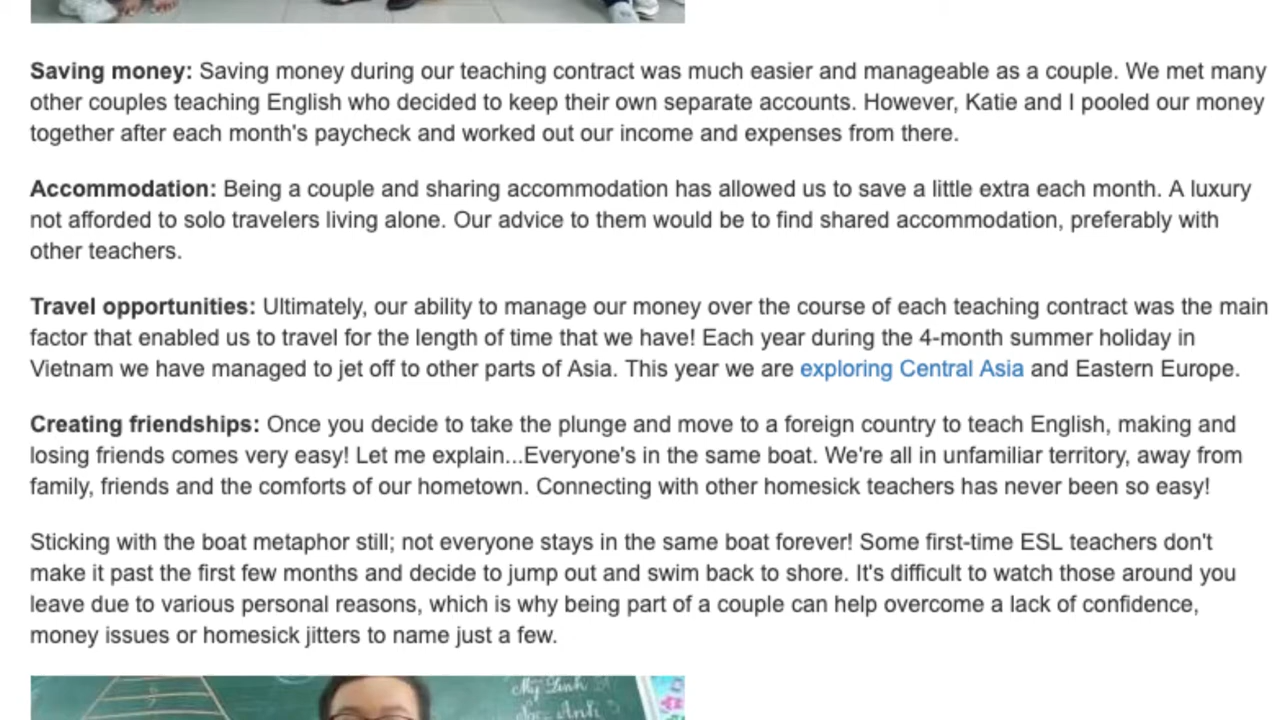 Saving money: Saving money during our teaching contract was much easier and manageable as a couple. We met many
other couples teaching English who decided to keep their own separate accounts. However, Katie and I pooled our money
together after each month's paycheck and worked out our income and expenses from there.
Accommodation: Being a couple and sharing accommodation has allowed us to save a little extra each month. A luxury
not afforded to solo travelers living alone. Our advice to them would be to find shared accommodation, preferably with
other teachers.
Travel opportunities: Ultimately, our ability to manage our money over the course of each teaching contract was the main
factor that enabled us to travel for the length of time that we have! Each year during the 4-month summer holiday in
Vietnam we have managed to jet off to other parts of Asia. This year we are exploring Central Asia and Eastern Europe.
Creating friendships: Once you decide to take the plunge and move to a foreign country to teach English, making and
losing friends comes very easy! Let me explain...Everyone's in the same boat. We're all in unfamiliar territory, away from
family, friends and the comforts of our hometown. Connecting with other homesick teachers has never been so easy!
Sticking with the boat metaphor still; not everyone stays in the same boat forever! Some first-time ESL teachers don't
make it past the first few months and decide to jump out and swim back to shore. It's difficult to watch those around you
leave due to various personal reasons, which is why being part of a couple can help overcome a lack of confidence,
money issues or homesick jitters to name just a few.
My Linh
Anh